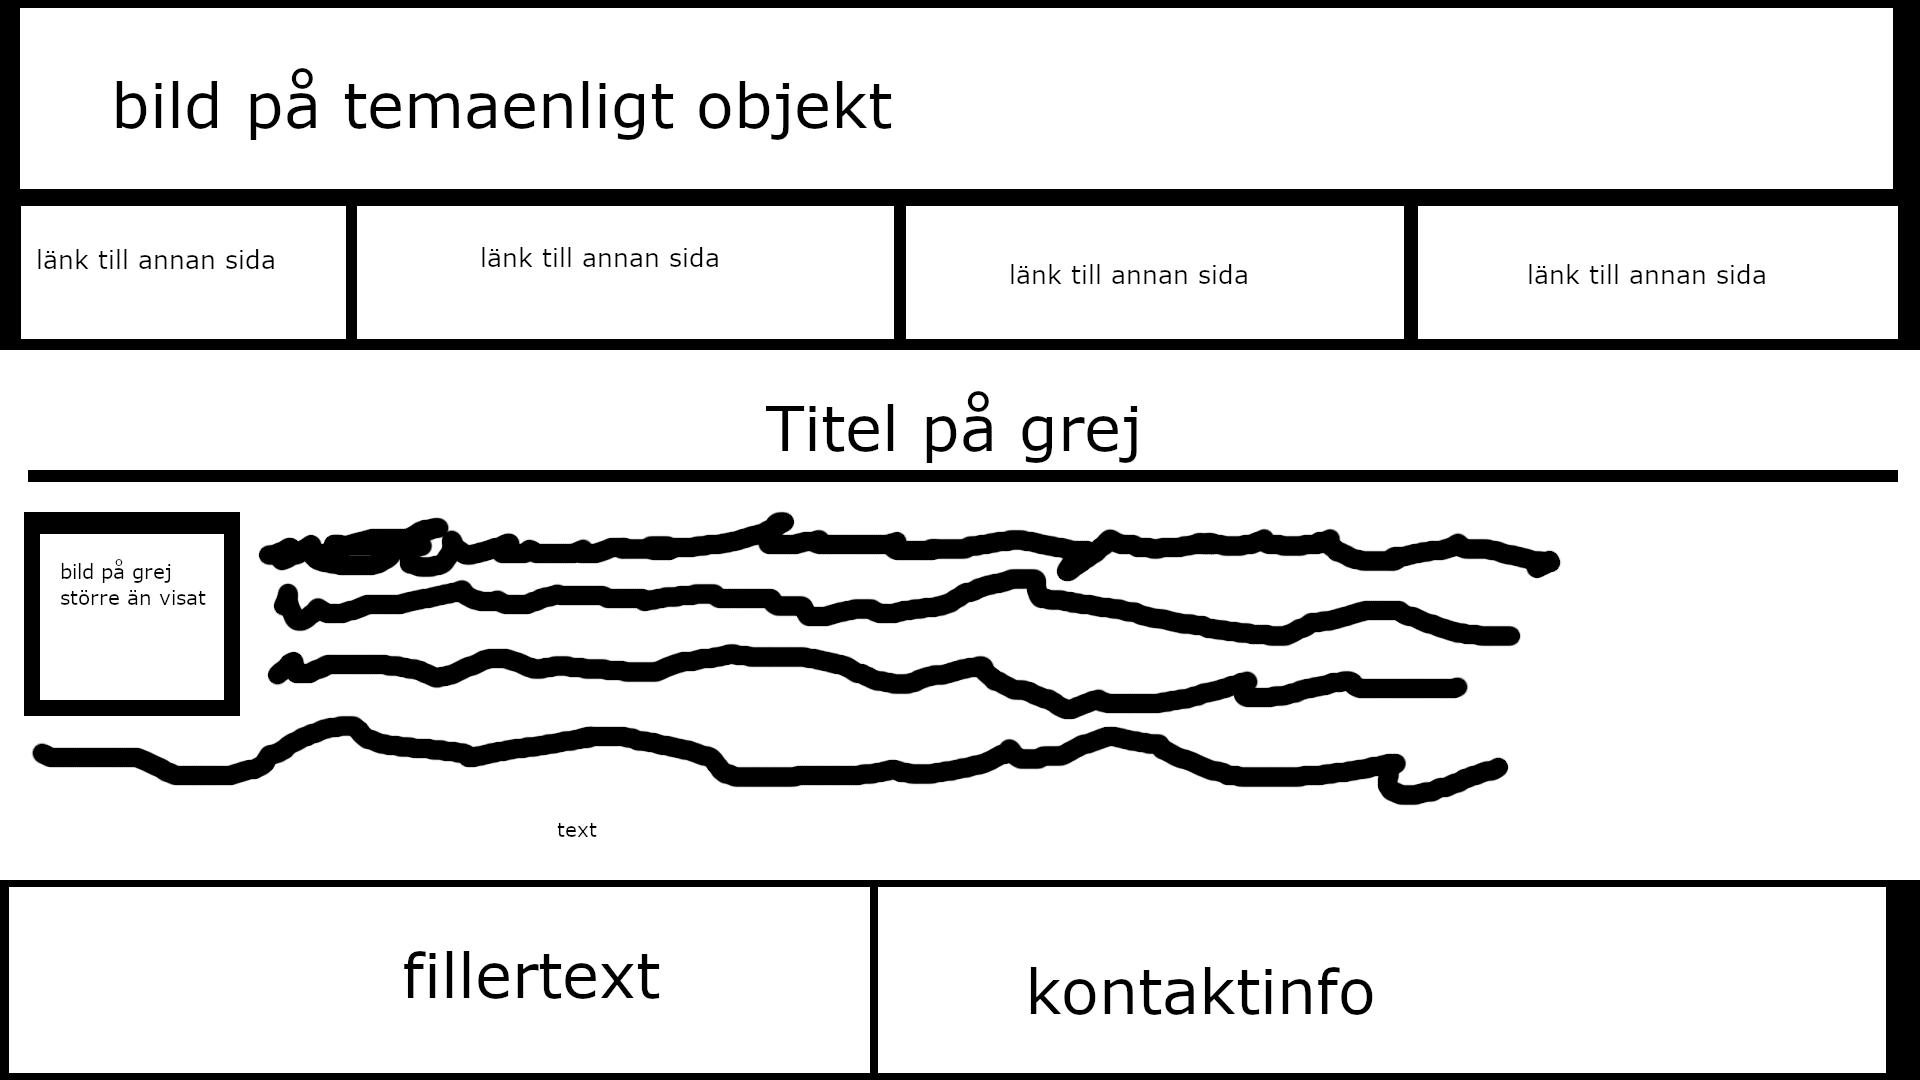 bild på temaenligt objekt
länk till annan sida
länk till annan sida
länk till annan sida
länk till annan sida
Titel på grej
bild på grej
större än visat
text
fillertext
kontaktinfo